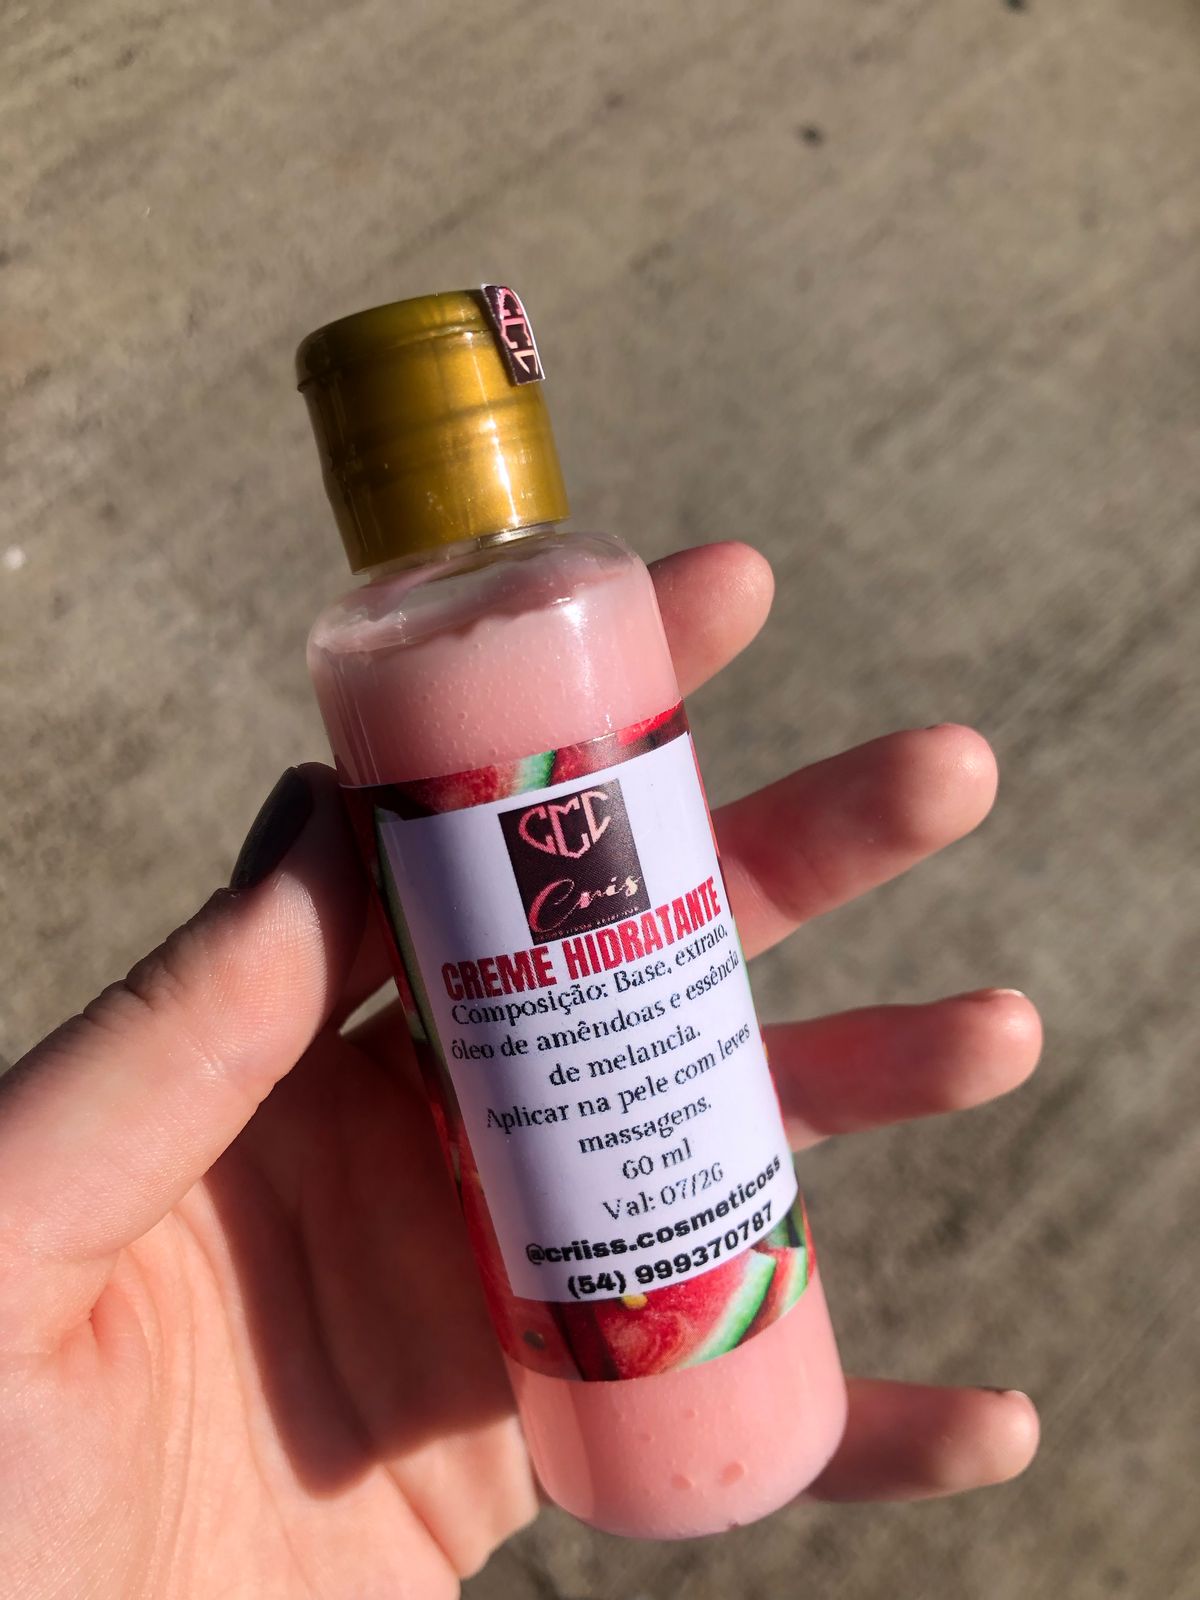 CCC
CCC
Cris
CREME HIDRATANTE
Composição: Base, extrato,
óleo de amêndoas e essência
de melancia.
Aplicar na pele com leves
massagens.
60 ml
Val: 07/26
@criiss.cosmeticoss
(54) 999370787